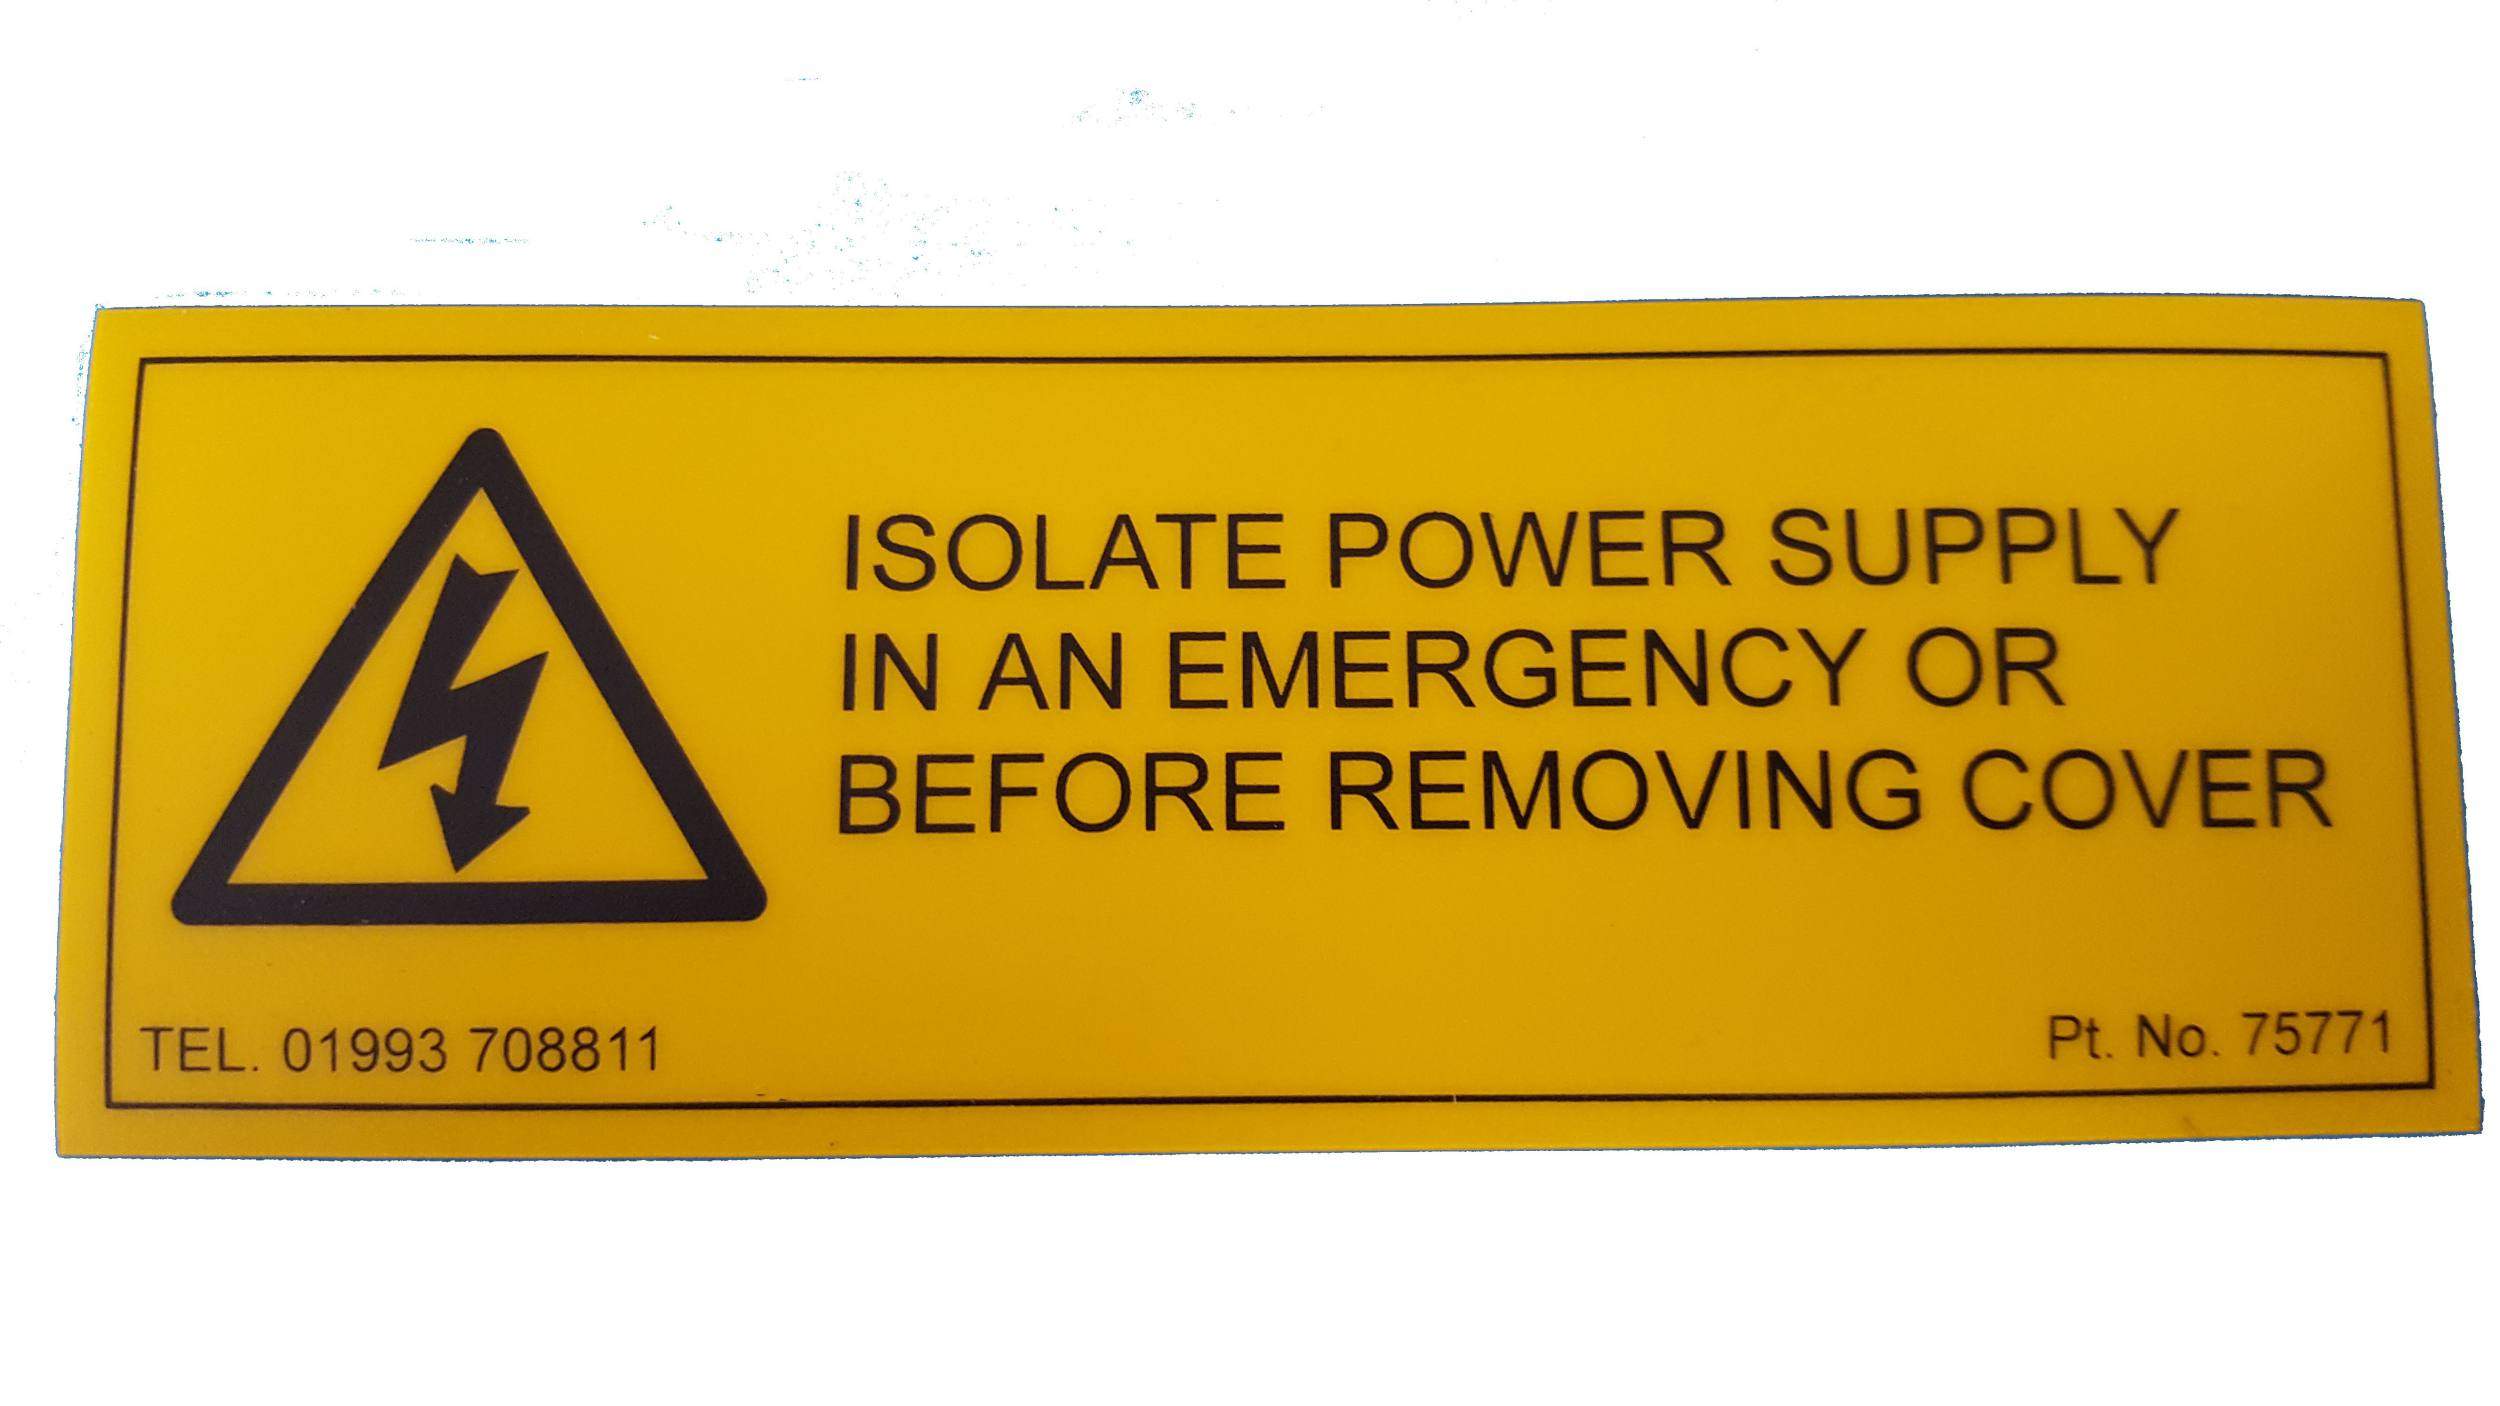 ISOLATE POWER SUPPLY
IN AN EMERGENCY OR
BEFORE REMOVING COVER
TEL. 01993 708811
Pt. No. 75771